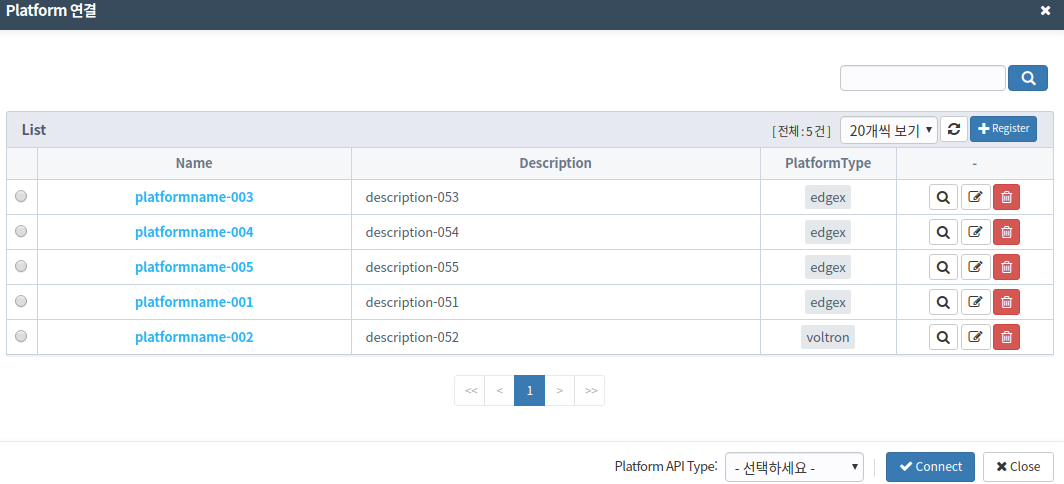 Platform 연결
List [ 전체 : 5 건 ] 20개씩 보기 Register
Name Description PlatformType -
platformname-003 description-053 edgex
platformname-004 description-054 edgex
platformname-005 description-055 edgex
platformname-001 description-051 edgex
platformname-002 description-052 voltron
<< < 1 > >>
Platform API Type: - 선택하세요 - Connect Close